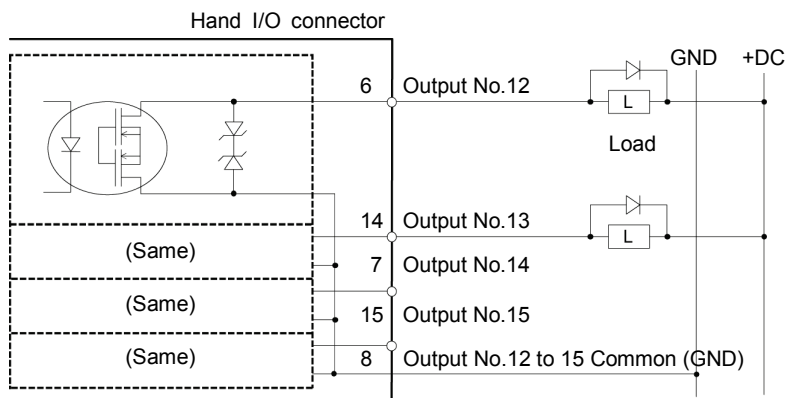 Hand I/O connector
GND +DC
6 Output No.12
L
Load
14 Output No.13
L
(Same)
7 Output No.14
(Same)
15 Output No.15
(Same)
8 Output No.12 to 15 Common (GND)